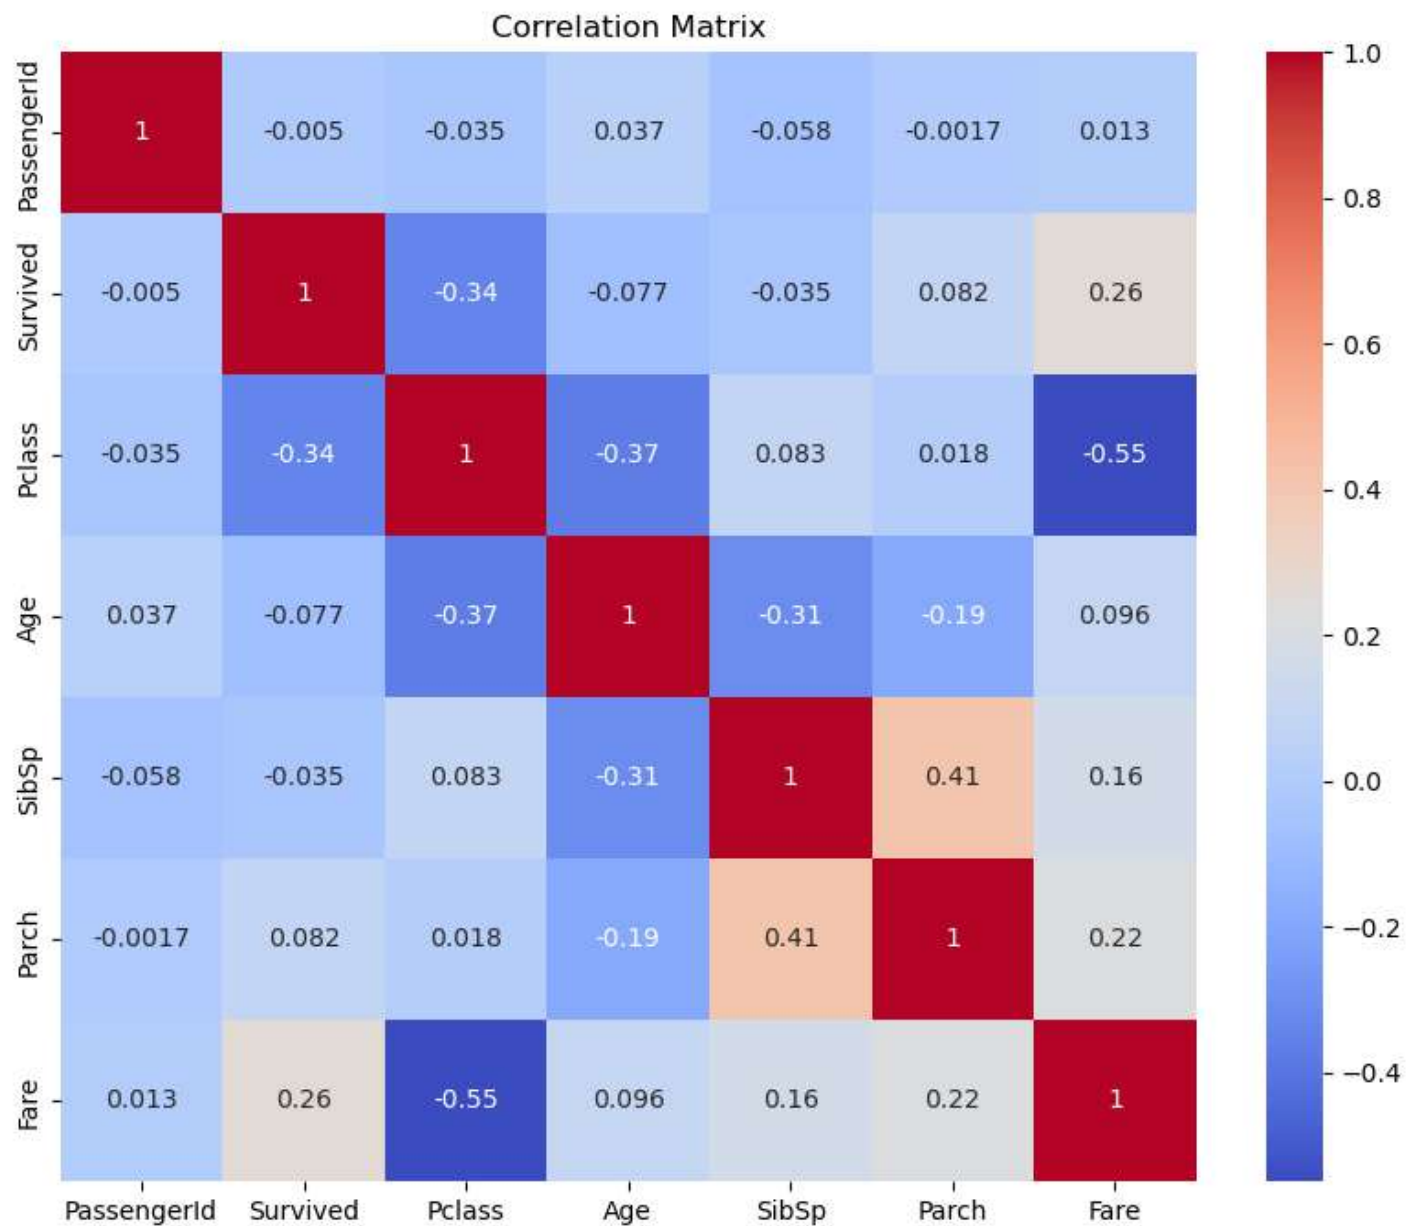 Correlation Matrix
PassengerId 1 -0.005 -0.035 0.037 -0.058 -0.0017 0.013
Survived -0.005 1 -0.34 -0.077 -0.035 0.082 0.26
Pclass -0.035 -0.34 1 -0.37 0.083 0.018 -0.55
Age 0.037 -0.077 -0.37 1 -0.31 -0.19 0.096
SibSp -0.058 -0.035 0.083 -0.31 1 0.41 0.16
Parch -0.0017 0.082 0.018 -0.19 0.41 1 0.22
Fare 0.013 0.26 -0.55 0.096 0.16 0.22 1
PassengerId Survived Pclass Age SibSp Parch Fare
1.0
0.8
0.6
0.4
0.2
0.0
−0.2
−0.4